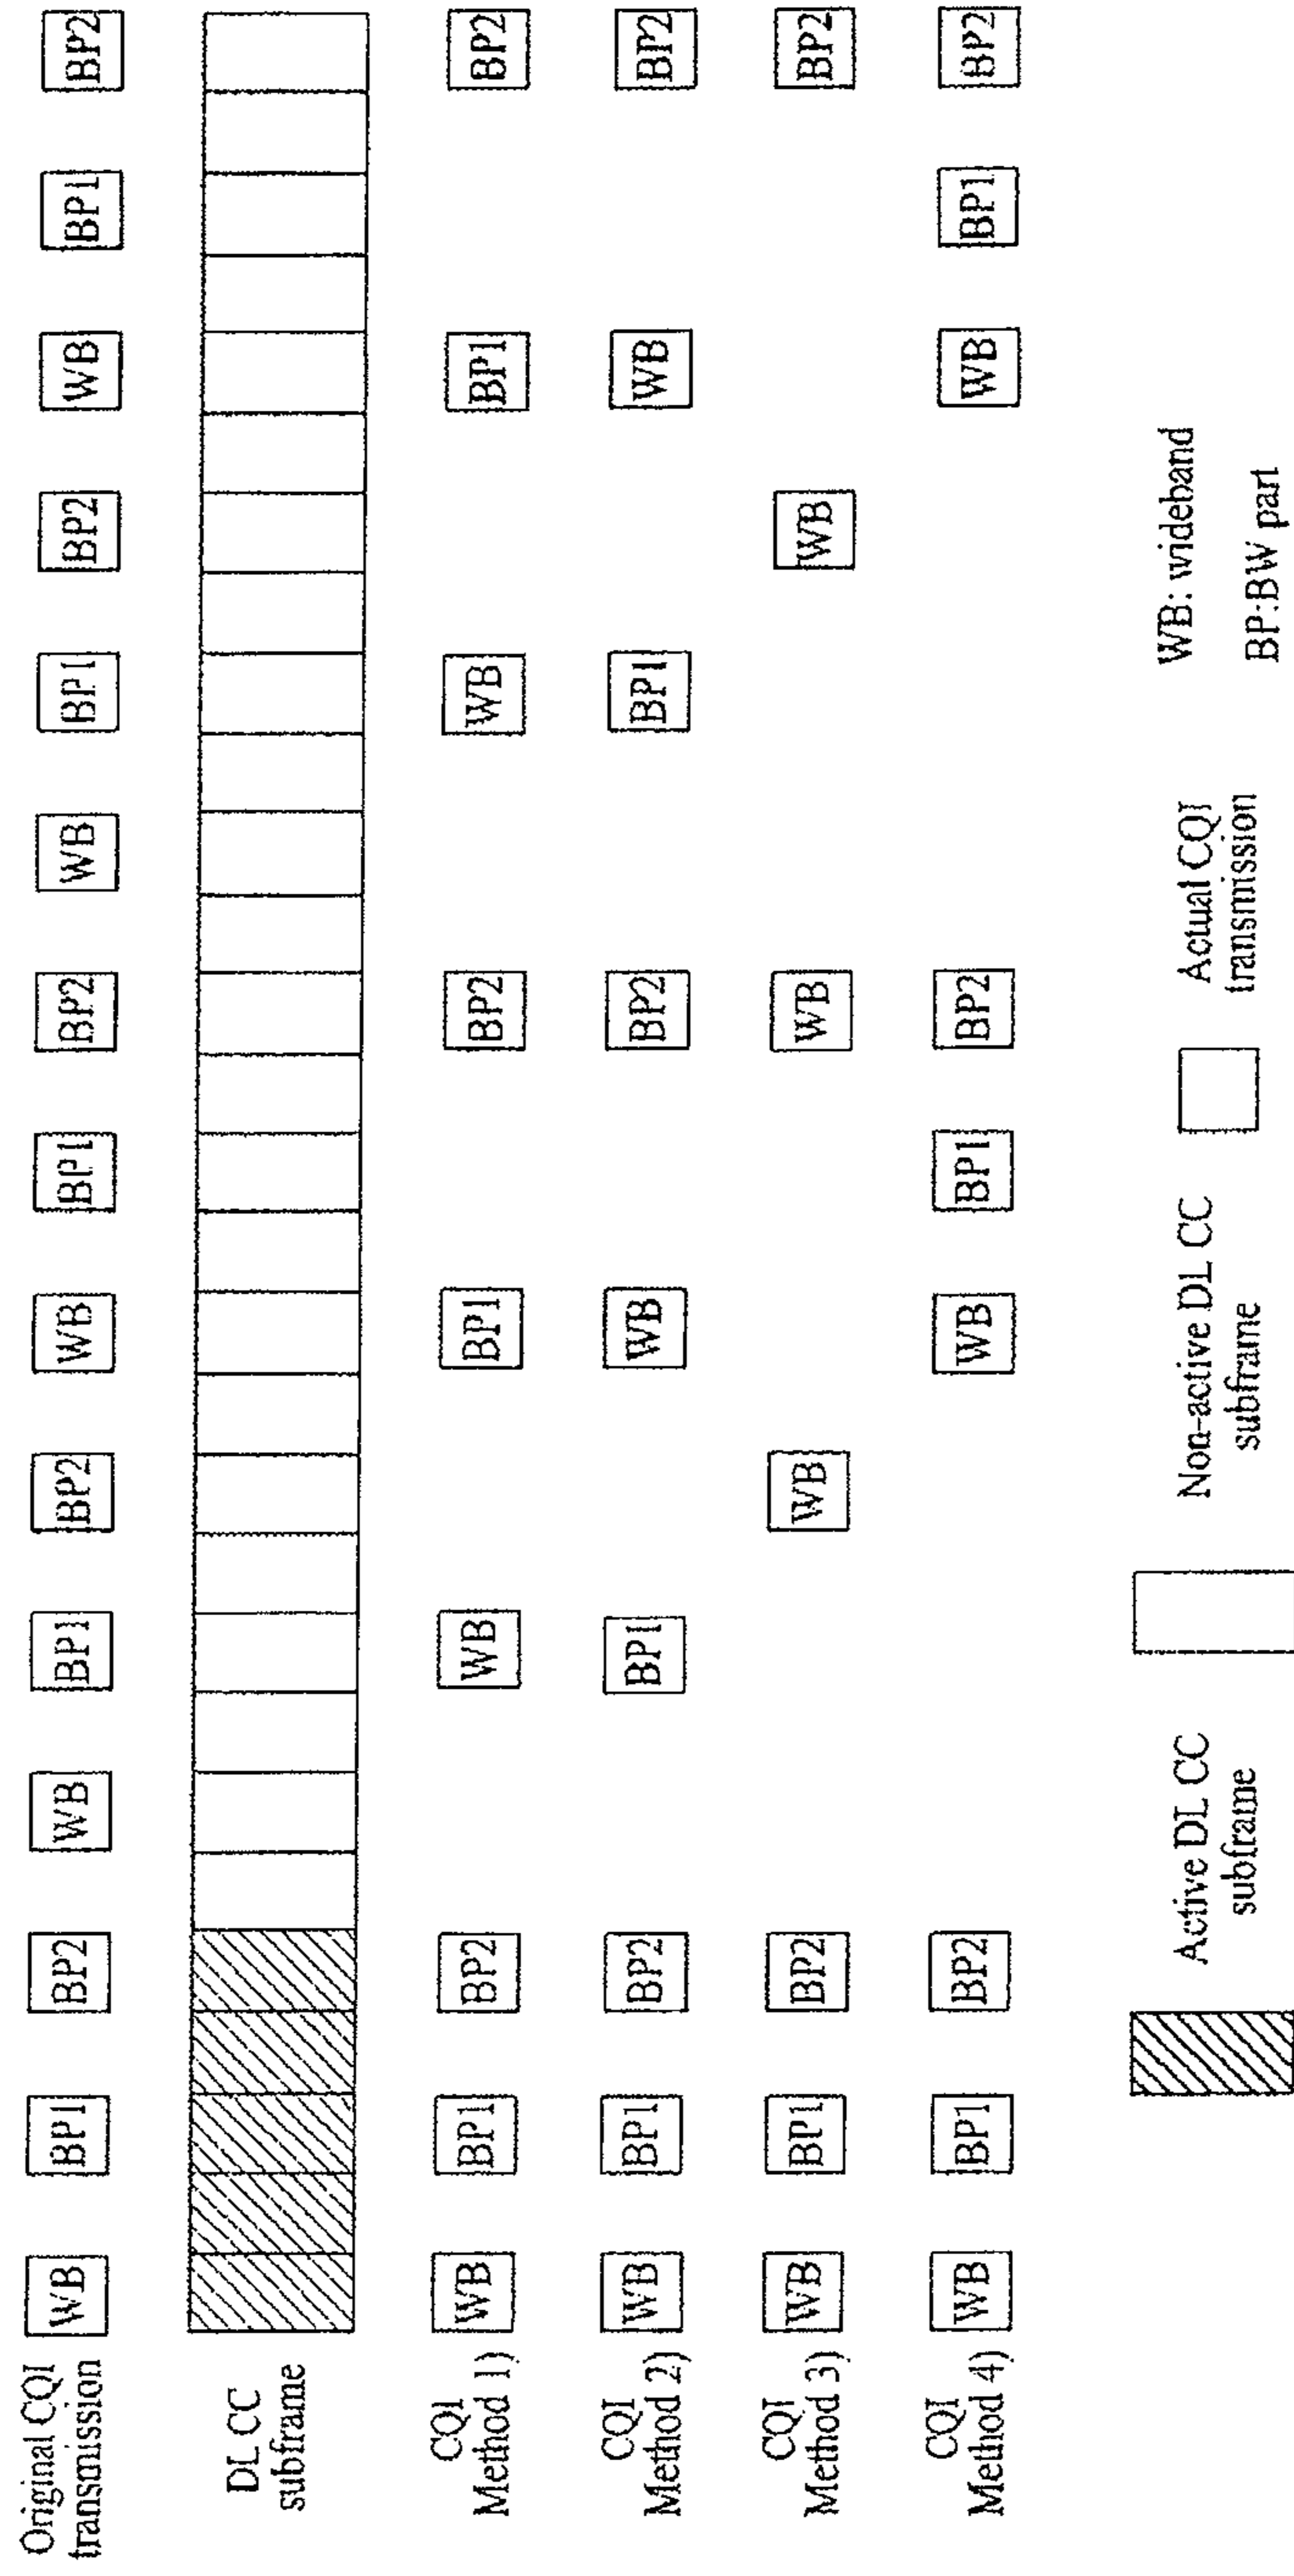 Original CQI
transmission
WB BP1 BP2 WB BP1 BP2 WB BP1 BP2 WB BP1 BP2 WB BP1 BP2
DL CC
subframe
CQI
Method 1)
WB BP1 BP2 WB BP1 BP2 WB BP1 BP2
CQI
Method 2)
WB BP1 BP2 BP1 WB BP2 BP1 WB BP2
CQI
Method 3)
WB BP1 BP2 WB WB WB BP2
CQI
Method 4)
WB BP1 BP2 WB BP1 BP2 WB BP1 BP2
Active DL CC
subframe
Non-active DL CC
subframe
Actual CQI
transmission
WB: wideband
BP:BW part